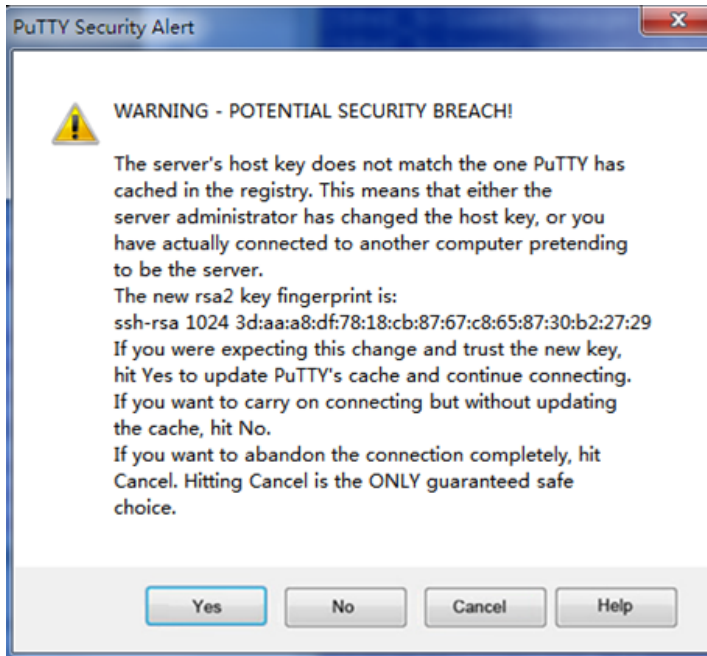 PuTTY Security Alert
WARNING - POTENTIAL SECURITY BREACH!
The server's host key does not match the one PuTTY has
cached in the registry. This means that either the
server administrator has changed the host key, or you
have actually connected to another computer pretending
to be the server.
The new rsa2 key fingerprint is:
ssh-rsa 1024 3d:aa:a8:df:78:18:cb:87:67:c8:65:87:30:b2:27:29
If you were expecting this change and trust the new key,
hit Yes to update PuTTY's cache and continue connecting.
If you want to carry on connecting but without updating
the cache, hit No.
If you want to abandon the connection completely, hit
Cancel. Hitting Cancel is the ONLY guaranteed safe
choice.
Yes No Cancel Help